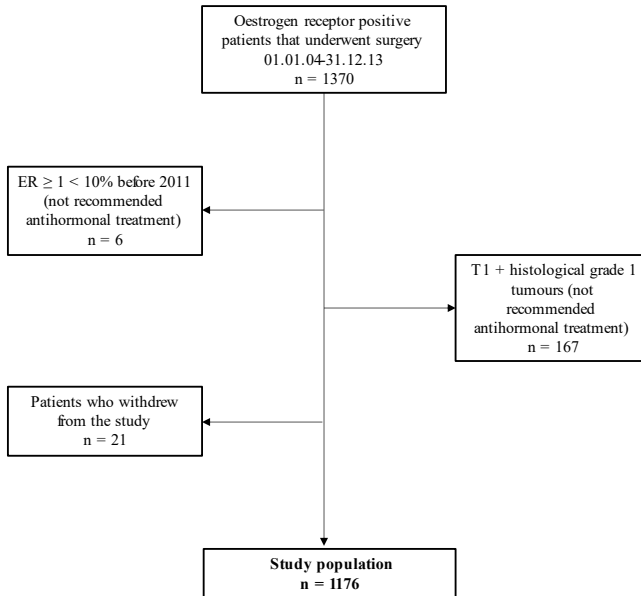 Oestrogen receptor positive
patients that underwent surgery
01.01.04-31.12.13
n = 1370
ER ≥ 1 < 10% before 2011
(not recommended
antihormonal treatment)
n = 6
T1 + histological grade 1
tumours (not
recommended
antihormonal treatment)
n = 167
Patients who withdrew
from the study
n = 21
Study population
n = 1176